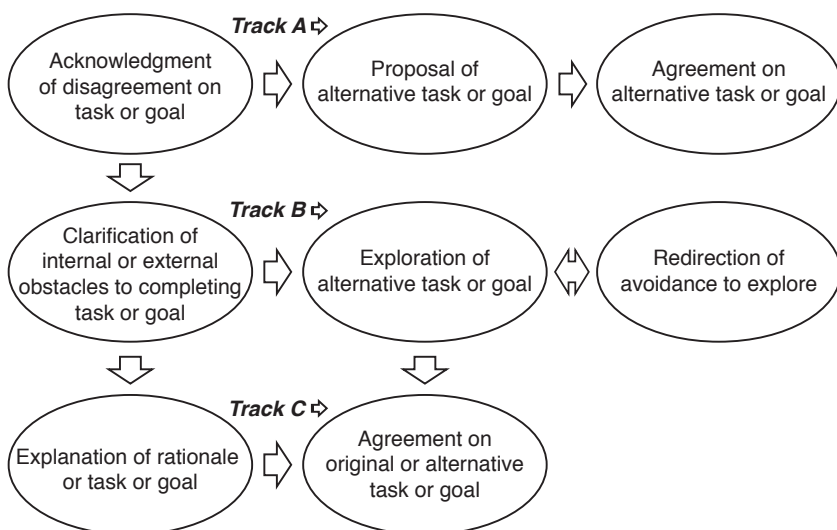 Track A
Acknowledgment
of disagreement on
task or goal
Proposal of
alternative task or goal
Agreement on
alternative task or goal
Track B
Clarification of
internal or external
obstacles to completing
task or goal
Exploration of
alternative task or goal
Redirection of
avoidance to explore
Track C
Explanation of rationale
or task or goal
Agreement on
original or alternative
task or goal